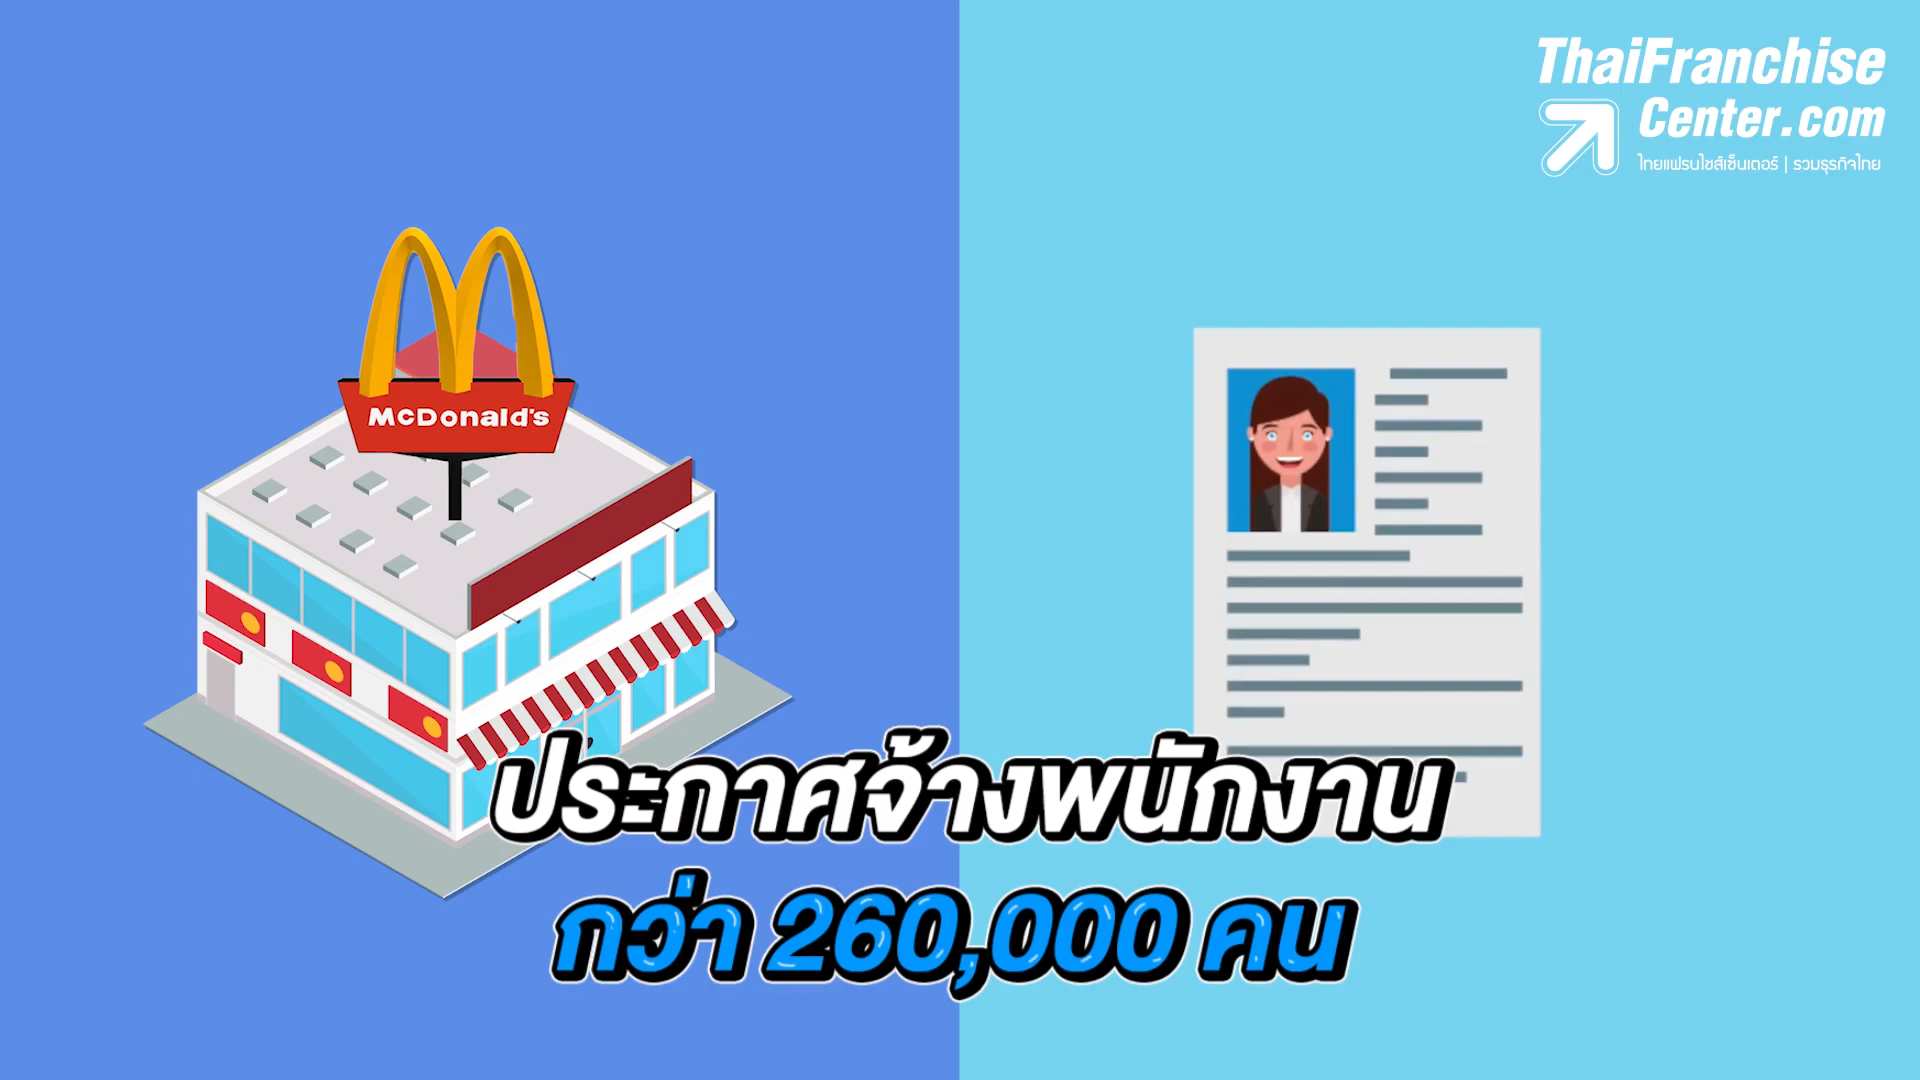 ThaiFranchise
Center.com
ไทยแฟรนไชส์เซ็นเตอร์ | รวมธุรกิจไทย
McDonald's
ประกาศจ้างพนักงาน
กว่า 260,000 คน